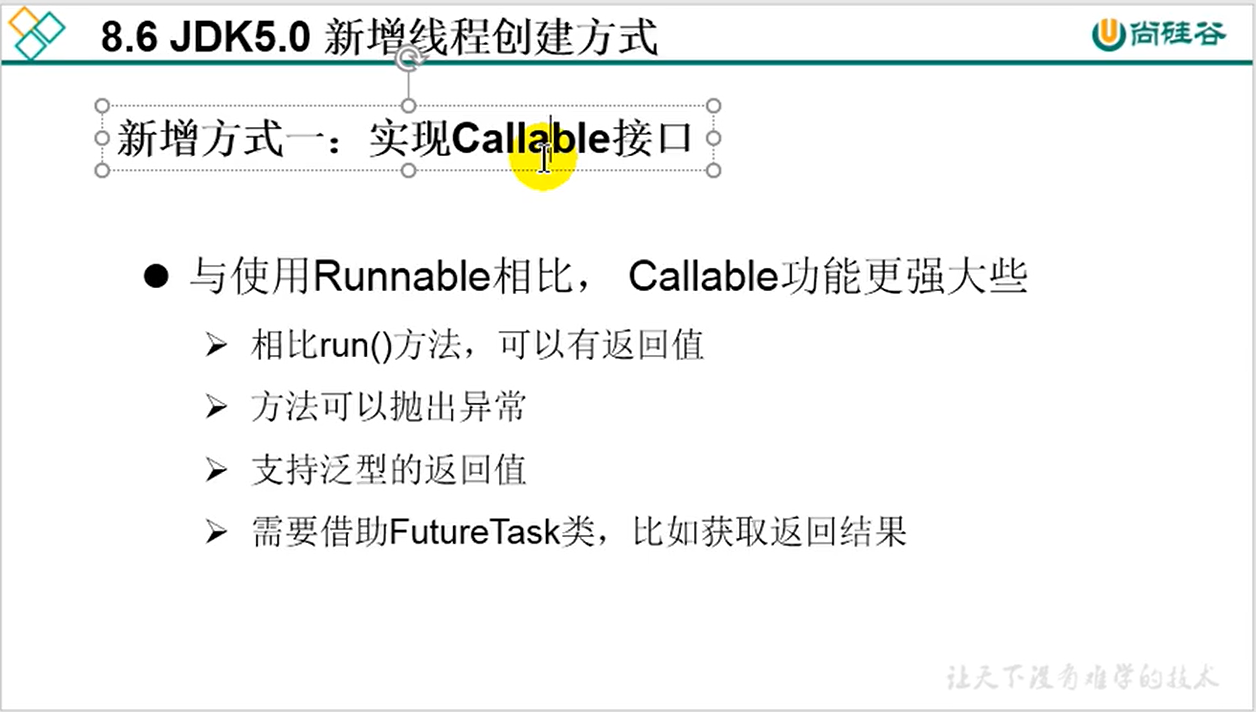 8.6 JDK5.0 新增线程创建方式
尚硅谷
新增方式一：实现Callable接口
与使用Runnable相比， Callable功能更强大些
相比run()方法，可以有返回值
方法可以抛出异常
支持泛型的返回值
需要借助FutureTask类，比如获取返回结果
让天下没有难学的技术